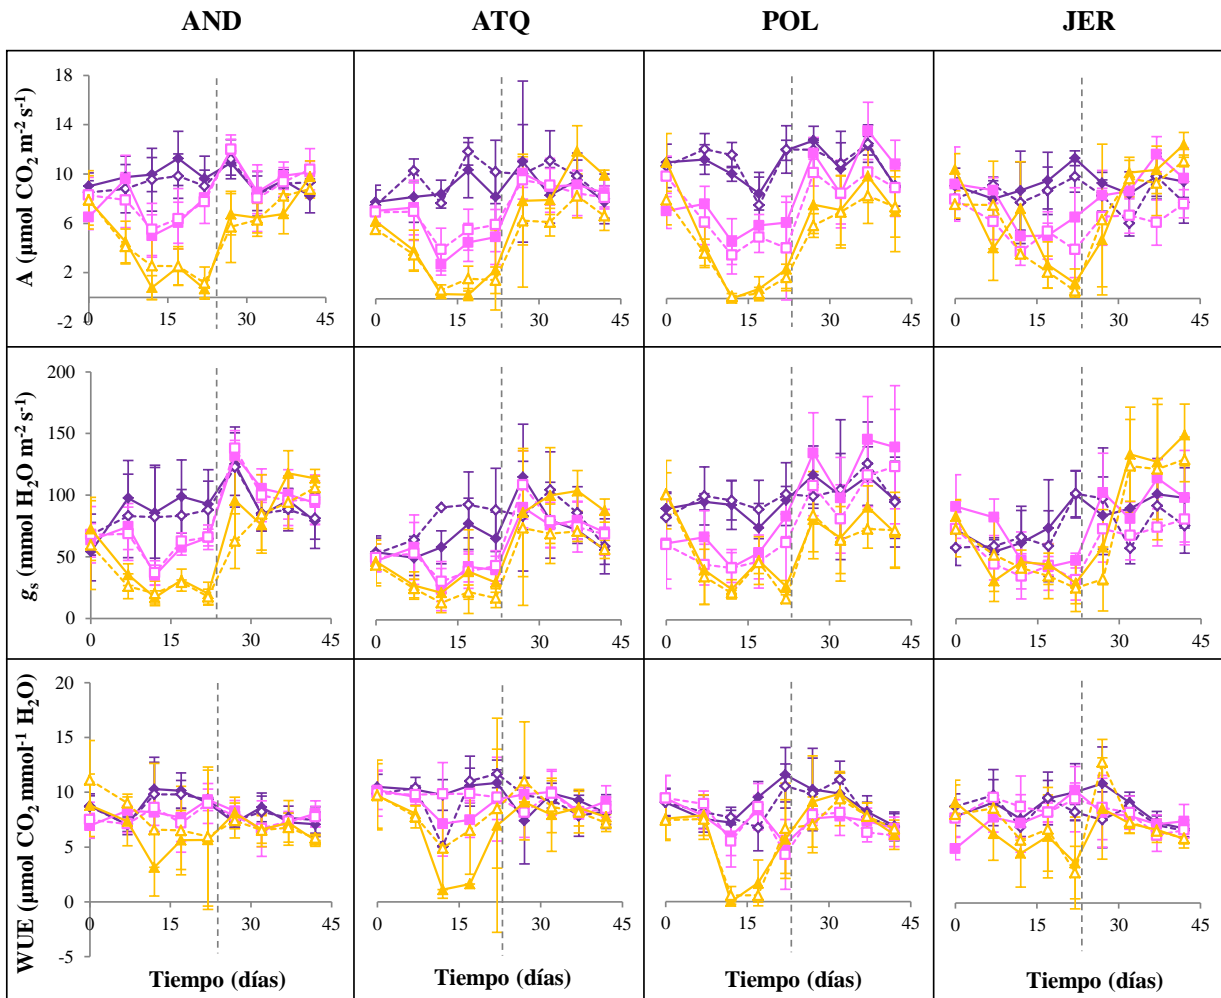 AND ATQ POL JER
A (µmol CO2 m-2 s-1)
18
14
10
6
2
-2
0 15 30 45
0 15 30 45
0 15 30 45
0 15 30 45
gs (mmol H2O m-2 s-1)
200
150
100
50
0
0 15 30 45
0 15 30 45
0 15 30 45
0 15 30 45
WUE (µmol CO2 mmol-1 H2O)
20
15
10
5
0
-5
0 15 30 45
0 15 30 45
0 15 30 45
0 15 30 45
Tiempo (días) Tiempo (días) Tiempo (días) Tiempo (días)